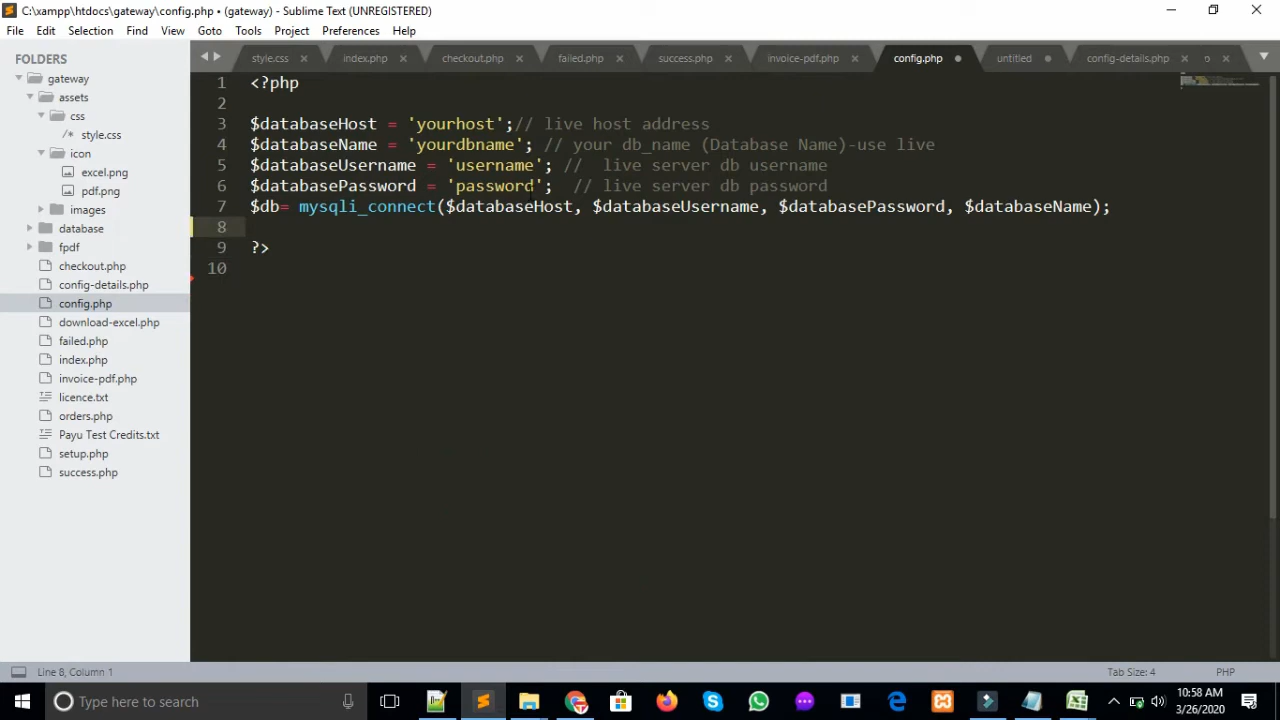 C:\xampp\htdocs\gateway\config.php • (gateway) - Sublime Text (UNREGISTERED)
File Edit Selection Find View Goto Tools Project Preferences Help
FOLDERS
gateway
assets
css
/* style.css
icon
excel.png
pdf.png
images
database
fpdf
checkout.php
config-details.php
config.php
download-excel.php
failed.php
index.php
invoice-pdf.php
licence.txt
orders.php
Payu Test Credits.txt
setup.php
success.php
style.css × index.php × checkout.php × failed.php × success.php × invoice-pdf.php × config.php • untitled • config-details.php ×
1 <?php
2
3 $databaseHost = 'yourhost';// live host address
4 $databaseName = 'yourdbname'; // your db_name (Database Name)-use live
5 $databaseUsername = 'username'; //  live server db username
6 $databasePassword = 'password';  // live server db password
7 $db= mysqli_connect($databaseHost, $databaseUsername, $databasePassword, $databaseName);
8
9 ?>
10
Line 8, Column 1 Tab Size: 4 PHP
Type here to search
10:58 AM
3/26/2020